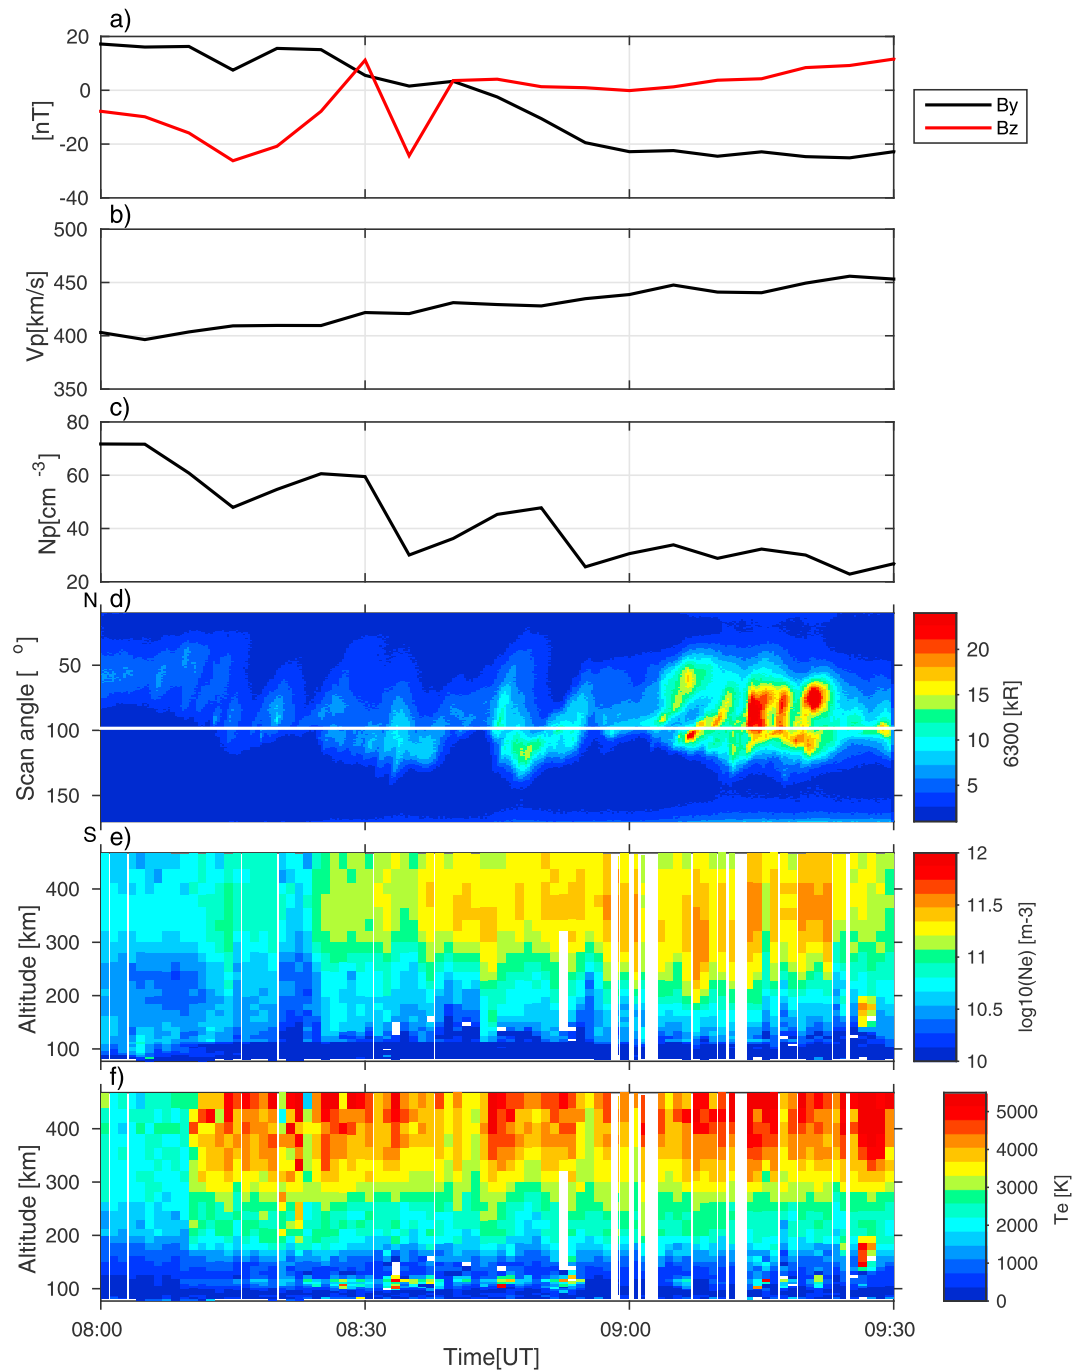 a)
20
0
-20
-40
[nT]
By
Bz
b)
500
450
400
350
Vp[km/s]
c)
80
60
40
20
Np[cm -3]
N d)
50
100
150
Scan angle [ o]
20
15
10
5
6300 [kR]
S e)
400
300
200
100
Altitude [km]
12
11.5
11
10.5
10
log10(Ne) [m-3]
f)
400
300
200
100
Altitude [km]
5000
4000
3000
2000
1000
0
Te [K]
08:00 08:30 09:00 09:30
Time[UT]